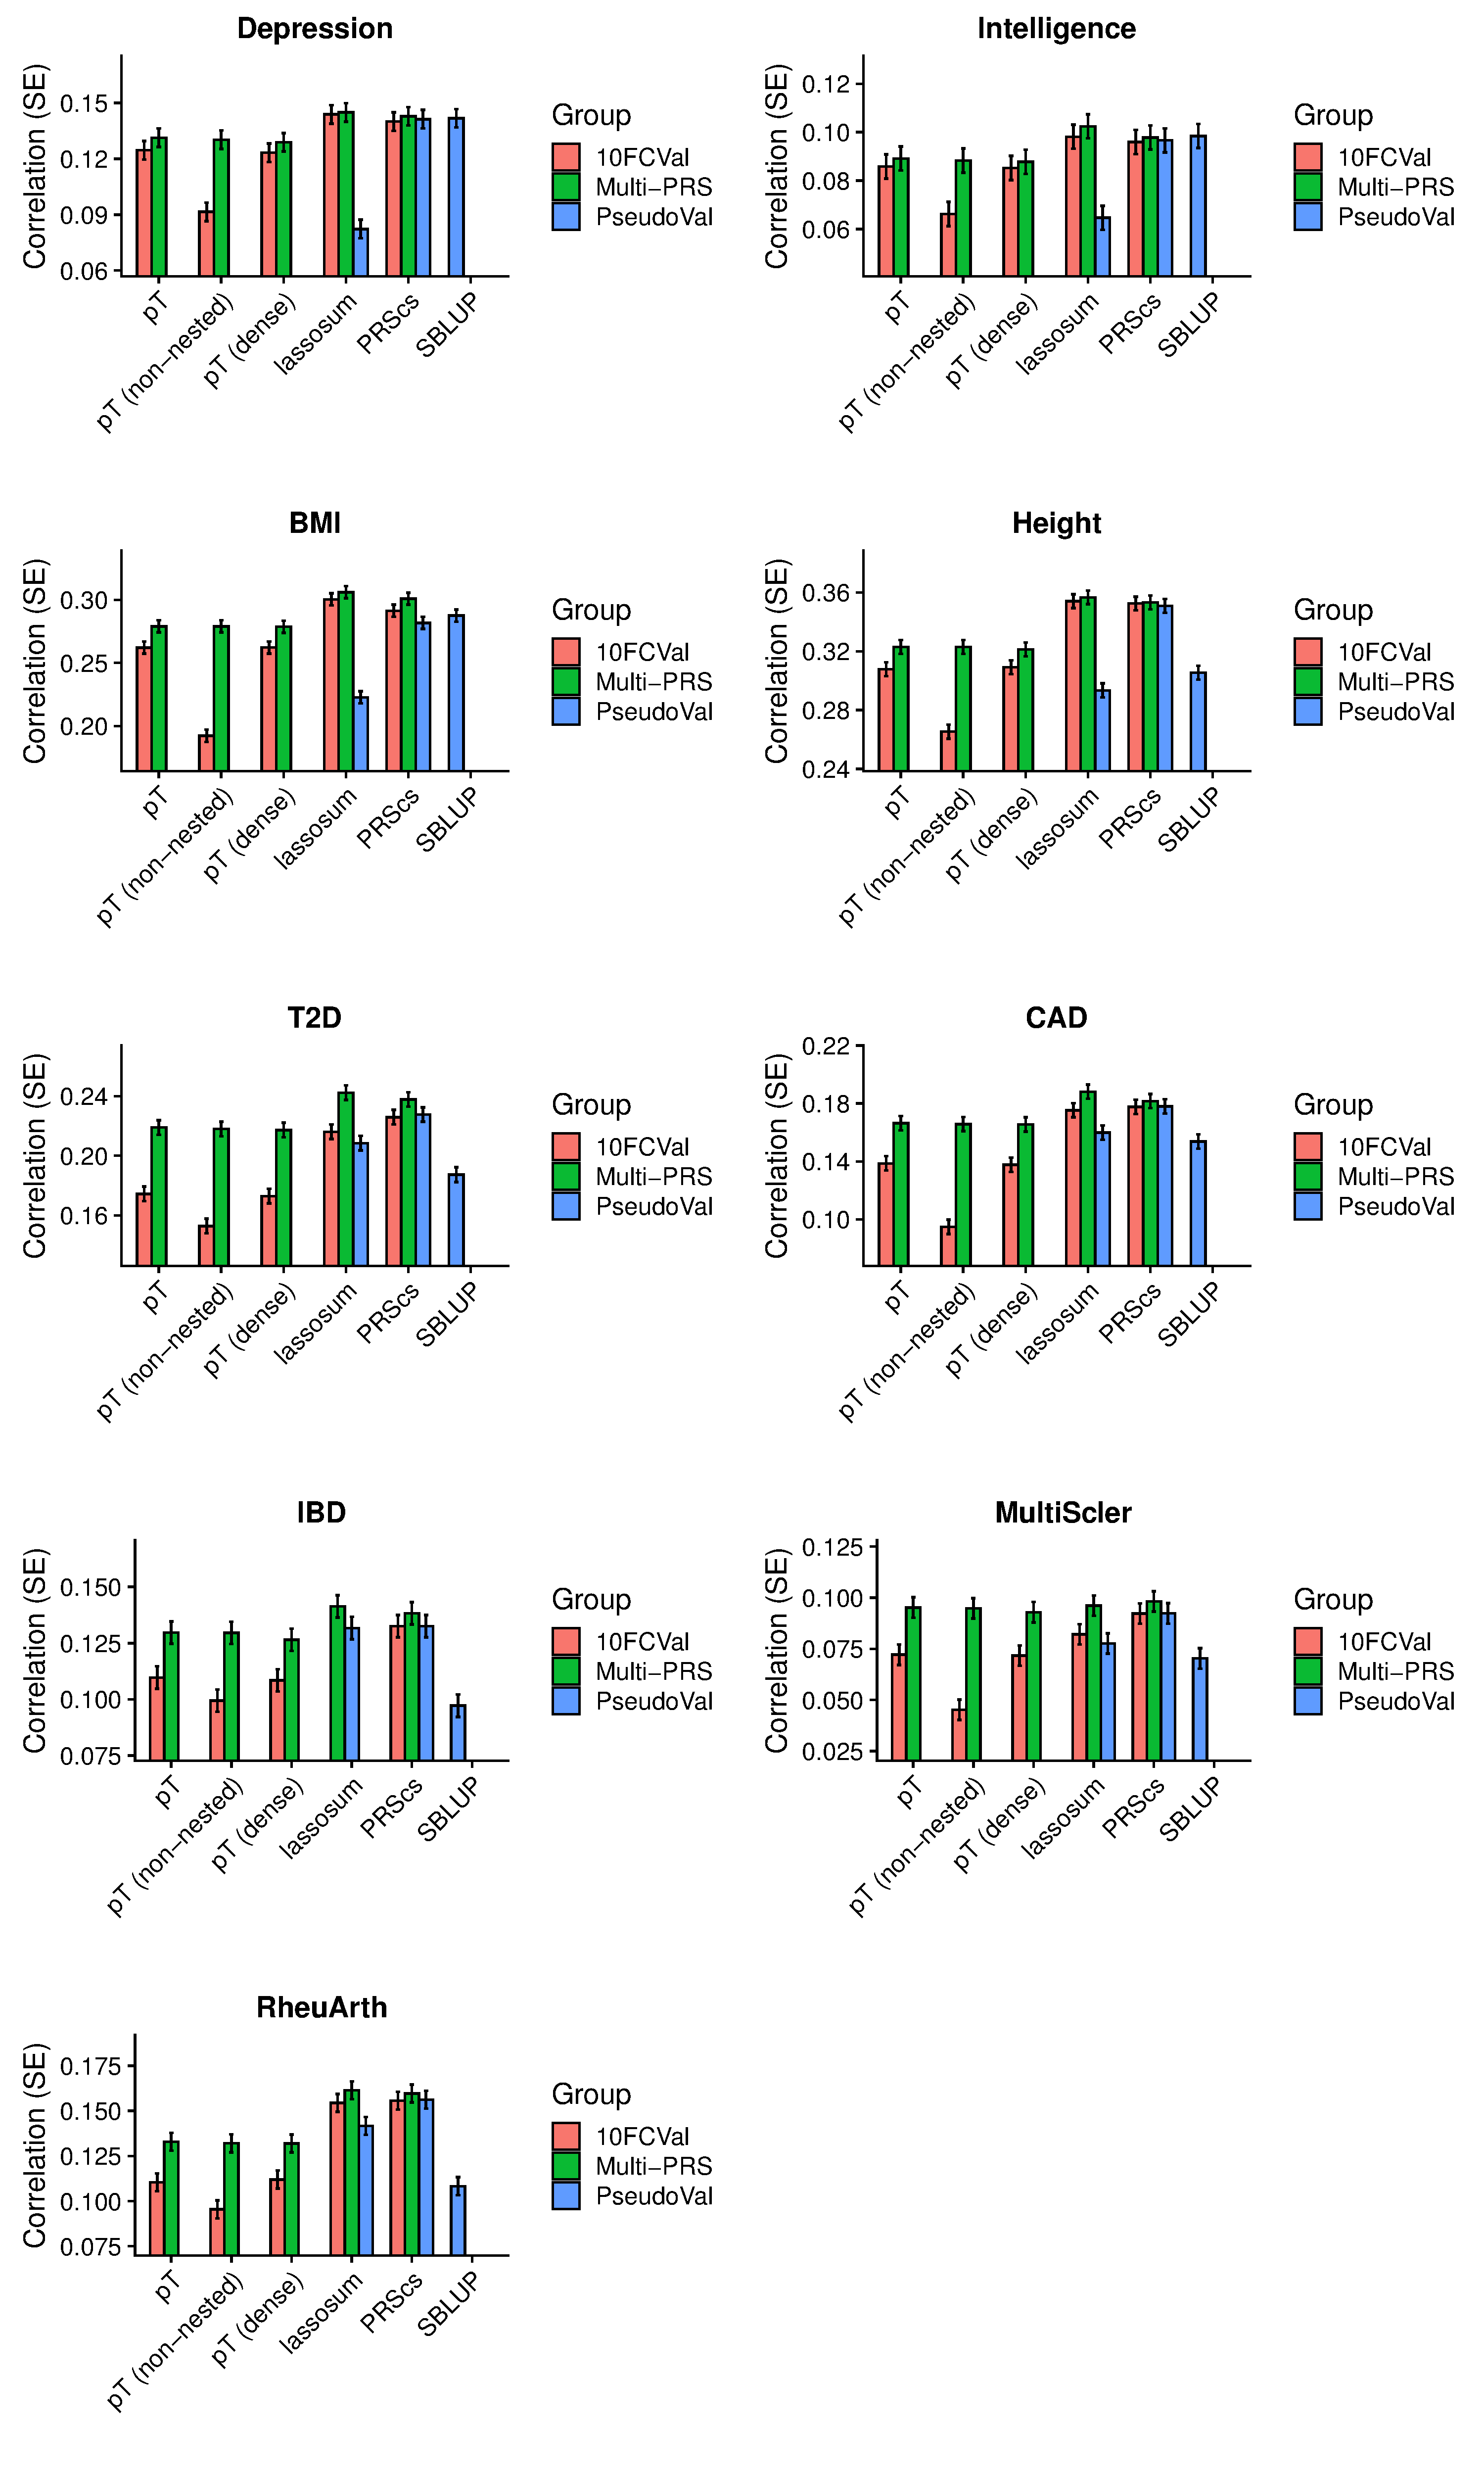 Depression
Correlation (SE)
0.15
0.12
0.09
0.06
pT
pT (non−nested)
pT (dense)
lassosum
PRScs
SBLUP
Group
10FCVal
Multi−PRS
PseudoVal
Intelligence
Correlation (SE)
0.12
0.10
0.08
0.06
pT
pT (non−nested)
pT (dense)
lassosum
PRScs
SBLUP
Group
10FCVal
Multi−PRS
PseudoVal
BMI
Correlation (SE)
0.30
0.25
0.20
pT
pT (non−nested)
pT (dense)
lassosum
PRScs
SBLUP
Group
10FCVal
Multi−PRS
PseudoVal
Height
Correlation (SE)
0.36
0.32
0.28
0.24
pT
pT (non−nested)
pT (dense)
lassosum
PRScs
SBLUP
Group
10FCVal
Multi−PRS
PseudoVal
T2D
Correlation (SE)
0.24
0.20
0.16
pT
pT (non−nested)
pT (dense)
lassosum
PRScs
SBLUP
Group
10FCVal
Multi−PRS
PseudoVal
CAD
Correlation (SE)
0.22
0.18
0.14
0.10
pT
pT (non−nested)
pT (dense)
lassosum
PRScs
SBLUP
Group
10FCVal
Multi−PRS
PseudoVal
IBD
Correlation (SE)
0.150
0.125
0.100
0.075
pT
pT (non−nested)
pT (dense)
lassosum
PRScs
SBLUP
Group
10FCVal
Multi−PRS
PseudoVal
MultiScler
Correlation (SE)
0.125
0.100
0.075
0.050
0.025
pT
pT (non−nested)
pT (dense)
lassosum
PRScs
SBLUP
Group
10FCVal
Multi−PRS
PseudoVal
RheuArth
Correlation (SE)
0.175
0.150
0.125
0.100
0.075
pT
pT (non−nested)
pT (dense)
lassosum
PRScs
SBLUP
Group
10FCVal
Multi−PRS
PseudoVal